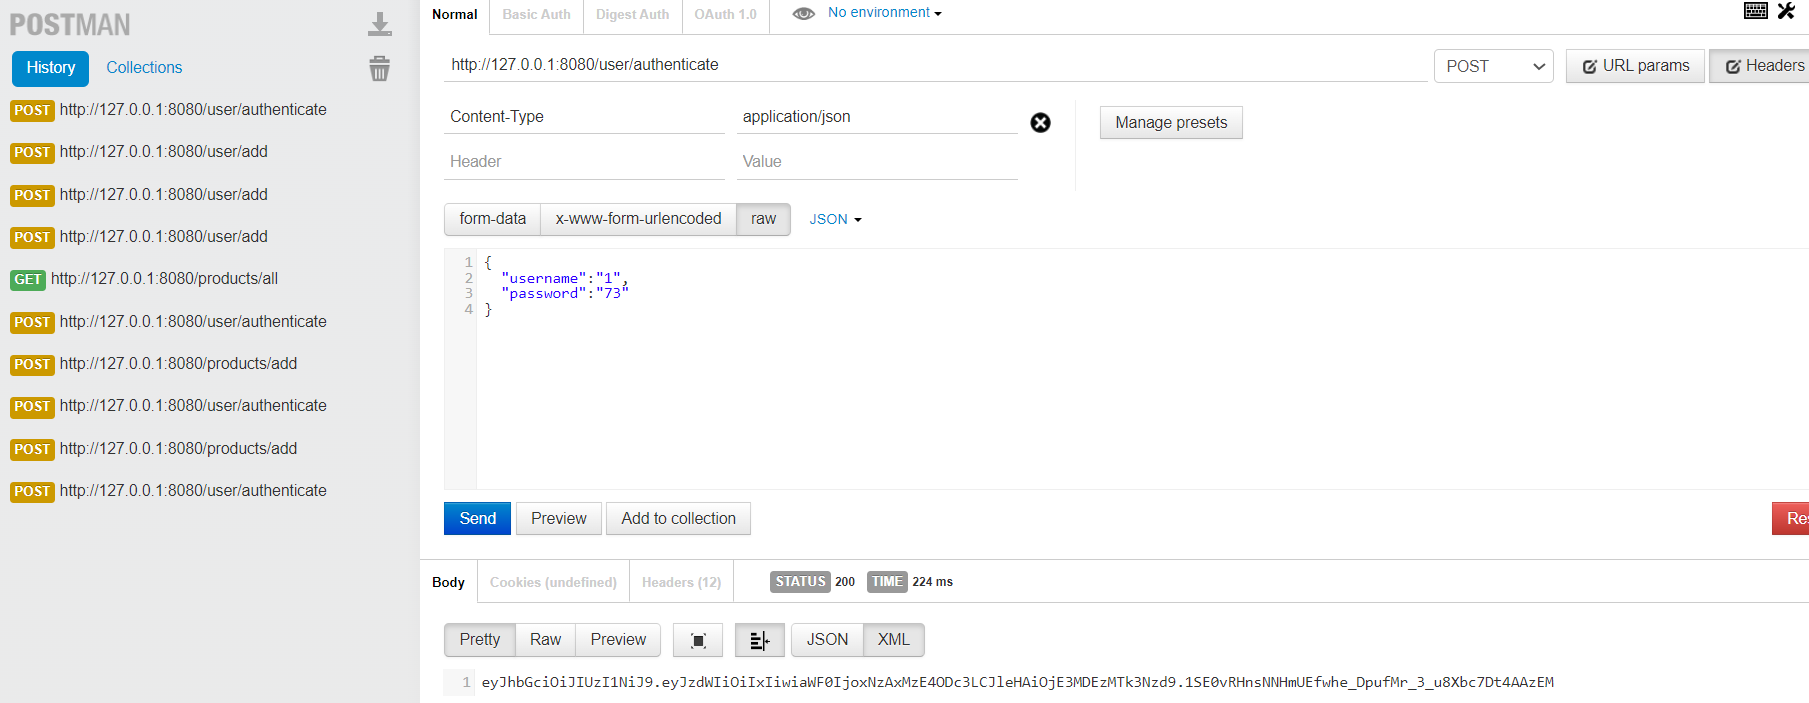 POSTMAN
History Collections
POST http://127.0.0.1:8080/user/authenticate
POST http://127.0.0.1:8080/user/add
POST http://127.0.0.1:8080/user/add
POST http://127.0.0.1:8080/user/add
GET http://127.0.0.1:8080/products/all
POST http://127.0.0.1:8080/user/authenticate
POST http://127.0.0.1:8080/products/add
POST http://127.0.0.1:8080/user/authenticate
POST http://127.0.0.1:8080/products/add
POST http://127.0.0.1:8080/user/authenticate
Normal Basic Auth Digest Auth OAuth 1.0 No environment
http://127.0.0.1:8080/user/authenticate POST URL params Headers
Content-Type application/json Manage presets
Header Value
form-data x-www-form-urlencoded raw JSON
1 {
2 "username":"1",
3 "password":"73"
4 }
Send Preview Add to collection Res
Body Cookies (undefined) Headers (12) STATUS 200 TIME 224 ms
Pretty Raw Preview JSON XML
1 eyJhbGciOiJIUzI1NiJ9.eyJzdWIiOiIxIiwiaWF0IjoxNzAxMzE4ODc3LCJleHAiOjE3MDEzMTk3Nzd9.1SE0vRHnsNNHmUEfwhe_DpufMr_3_u8Xbc7Dt4AAzEM